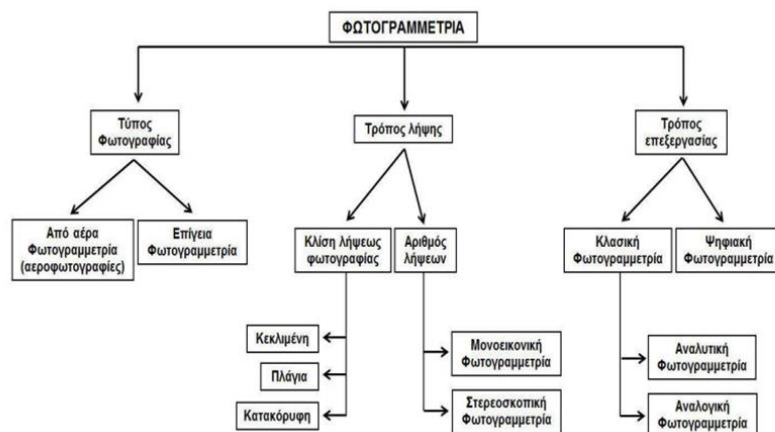 ΦΩΤΟΓΡΑΜΜΕΤΡΙΑ
Τύπος
Φωτογραφίας
Τρόπος λήψης
Τρόπος
επεξεργασίας
Από αέρα
Φωτογραμμετρία
(αεροφωτογραφίες)
Επίγεια
Φωτογραμμετρία
Κλίση λήψεως
φωτογραφίας
Αριθμός
λήψεων
Κλασική
Φωτογραμμετρία
Ψηφιακή
Φωτογραμμετρία
Κεκλιμένη
Πλάγια
Κατακόρυφη
Μονοεικονική
Φωτογραμμετρία
Στερεοσκοπική
Φωτογραμμετρία
Αναλυτική
Φωτογραμμετρία
Αναλογική
Φωτογραμμετρία